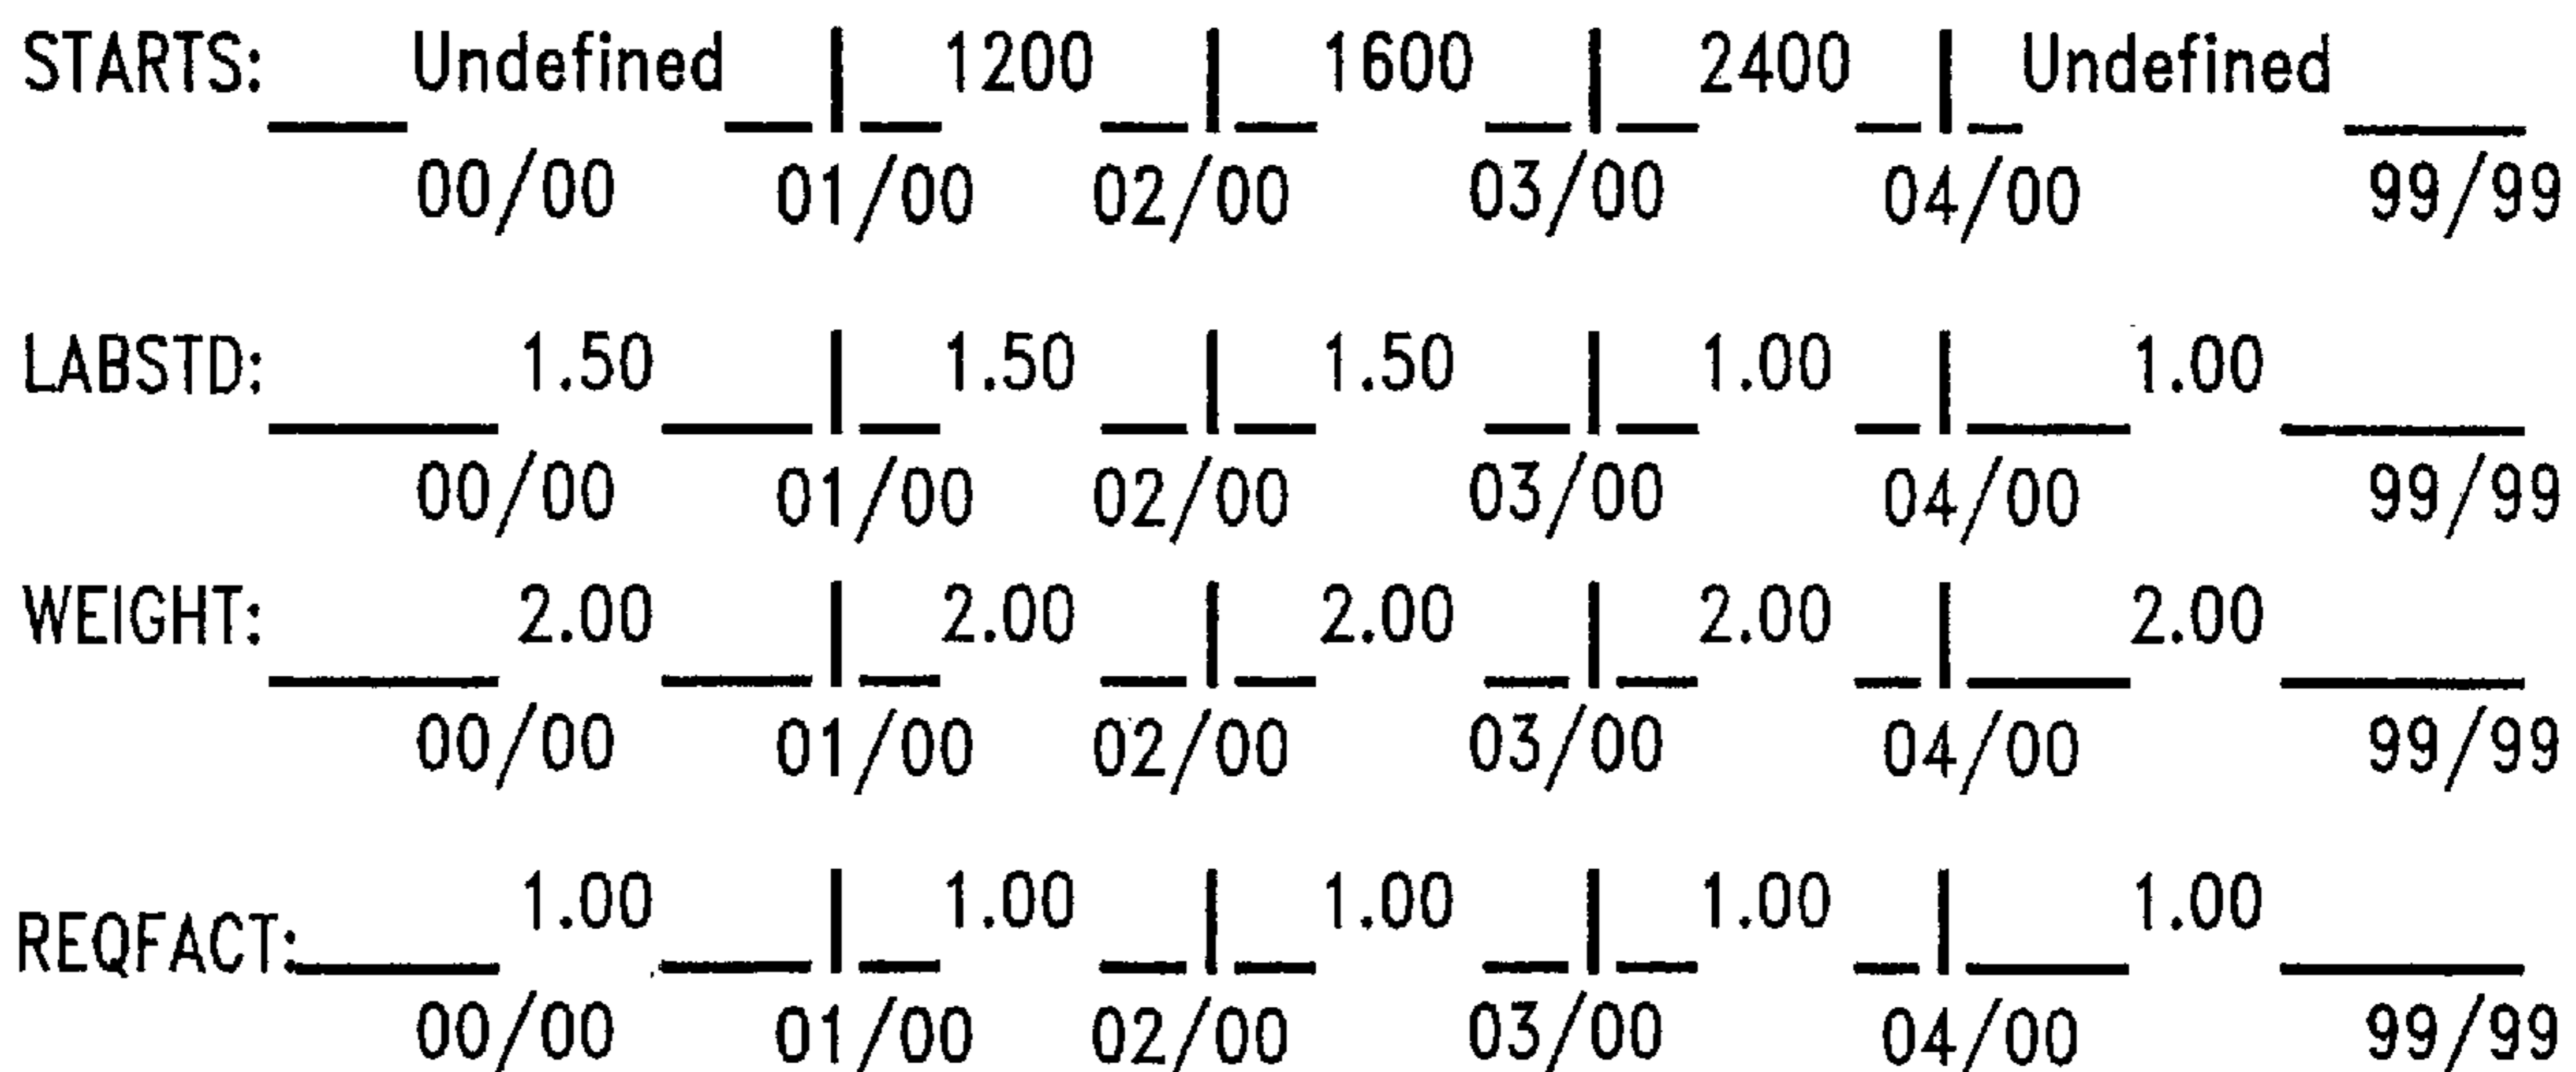 STARTS: Undefined 1200 1600 2400 Undefined
00/00 01/00 02/00 03/00 04/00 99/99
LABSTD: 1.50 1.50 1.50 1.00 1.00
00/00 01/00 02/00 03/00 04/00 99/99
WEIGHT: 2.00 2.00 2.00 2.00 2.00
00/00 01/00 02/00 03/00 04/00 99/99
REQFACT: 1.00 1.00 1.00 1.00 1.00
00/00 01/00 02/00 03/00 04/00 99/99